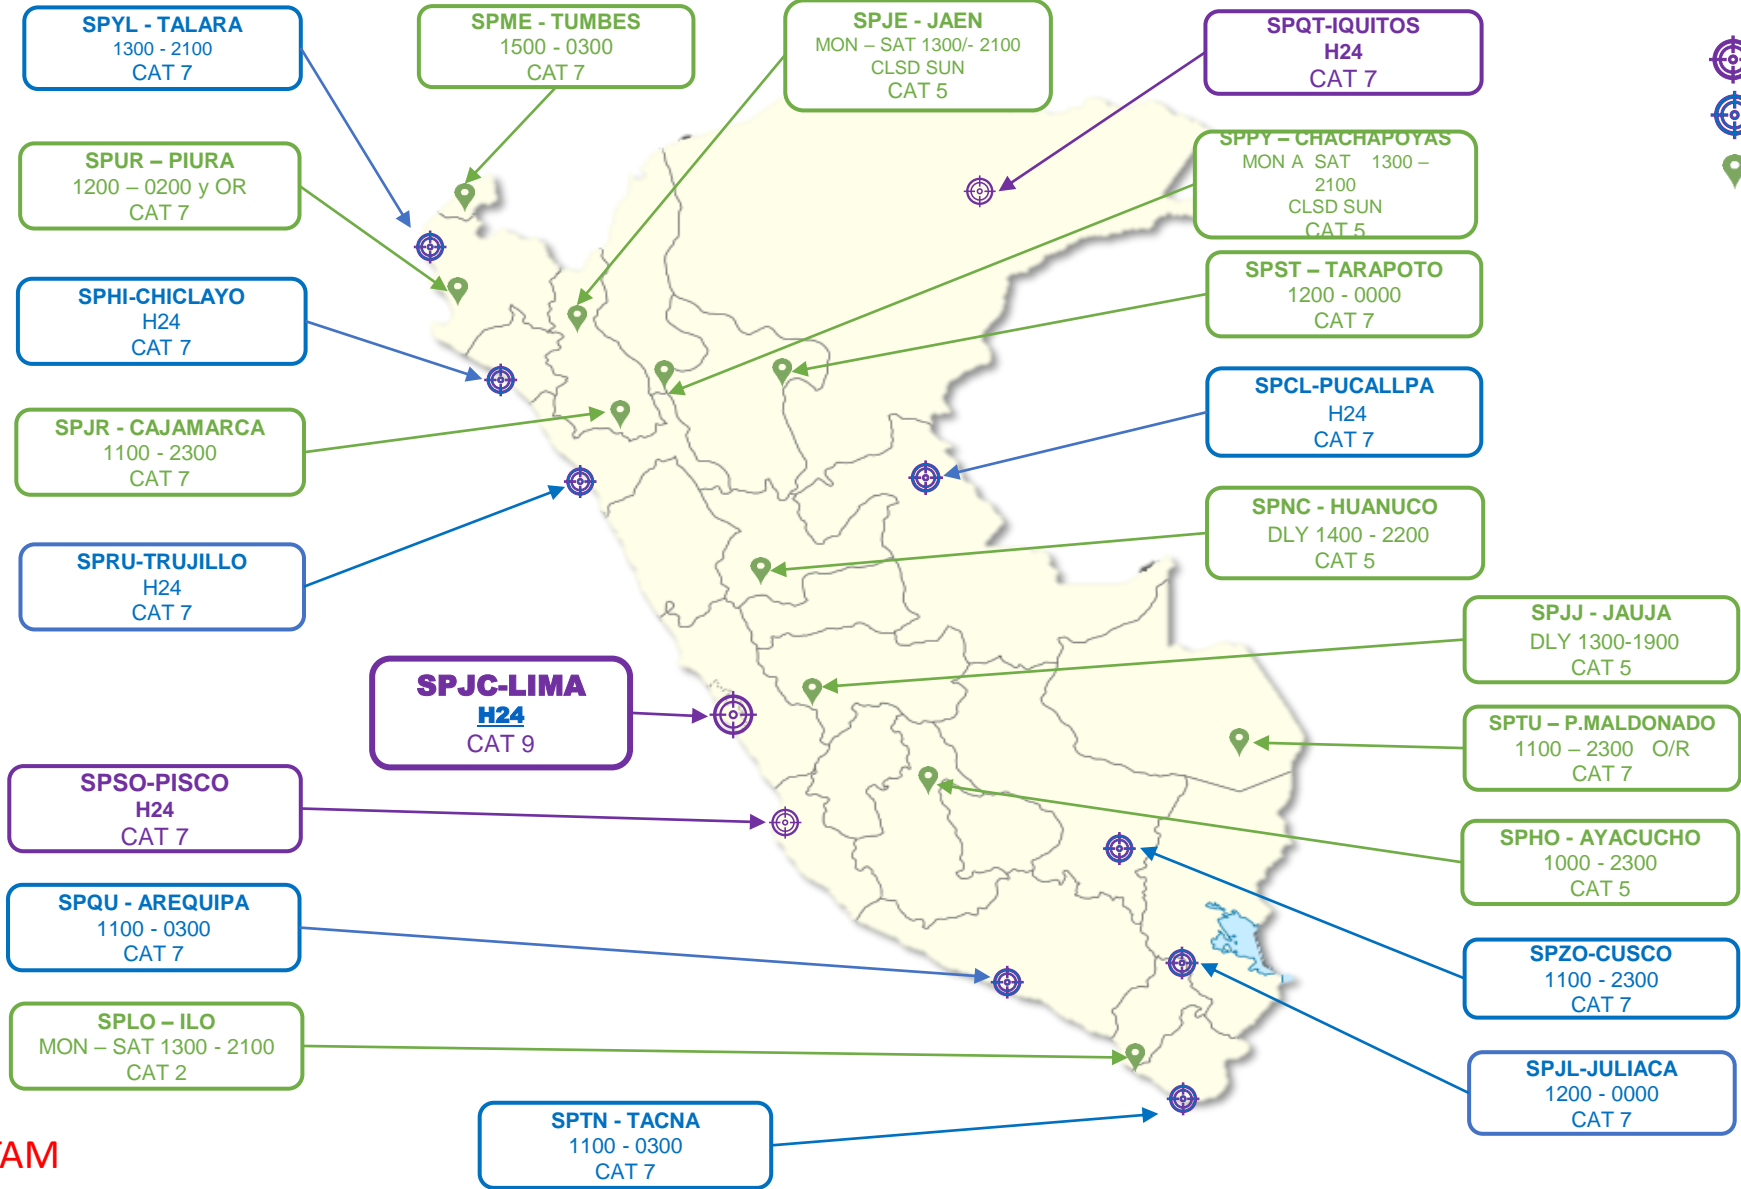 SPYL - TALARA
1300 - 2100
CAT 7
SPME - TUMBES
1500 - 0300
CAT 7
SPJE - JAEN
MON – SAT 1300/- 2100
CLSD SUN
CAT 5
SPQT-IQUITOS
H24
CAT 7
SPUR – PIURA
1200 – 0200 y OR
CAT 7
SPPY – CHACHAPOYAS
MON A SAT 1300 –
2100
CLSD SUN
CAT 5
SPHI-CHICLAYO
H24
CAT 7
SPST – TARAPOTO
1200 - 0000
CAT 7
SPJR - CAJAMARCA
1100 - 2300
CAT 7
SPCL-PUCALLPA
H24
CAT 7
SPRU-TRUJILLO
H24
CAT 7
SPNC - HUANUCO
DLY 1400 - 2200
CAT 5
SPJJ - JAUJA
DLY 1300-1900
CAT 5
SPJC-LIMA
H24
CAT 9
SPTU – P.MALDONADO
1100 – 2300 O/R
CAT 7
SPSO-PISCO
H24
CAT 7
SPHO - AYACUCHO
1000 - 2300
CAT 5
SPQU - AREQUIPA
1100 - 0300
CAT 7
SPZO-CUSCO
1100 - 2300
CAT 7
SPLO – ILO
MON – SAT 1300 - 2100
CAT 2
SPJL-JULIACA
1200 - 0000
CAT 7
SPTN - TACNA
1100 - 0300
CAT 7
TAM